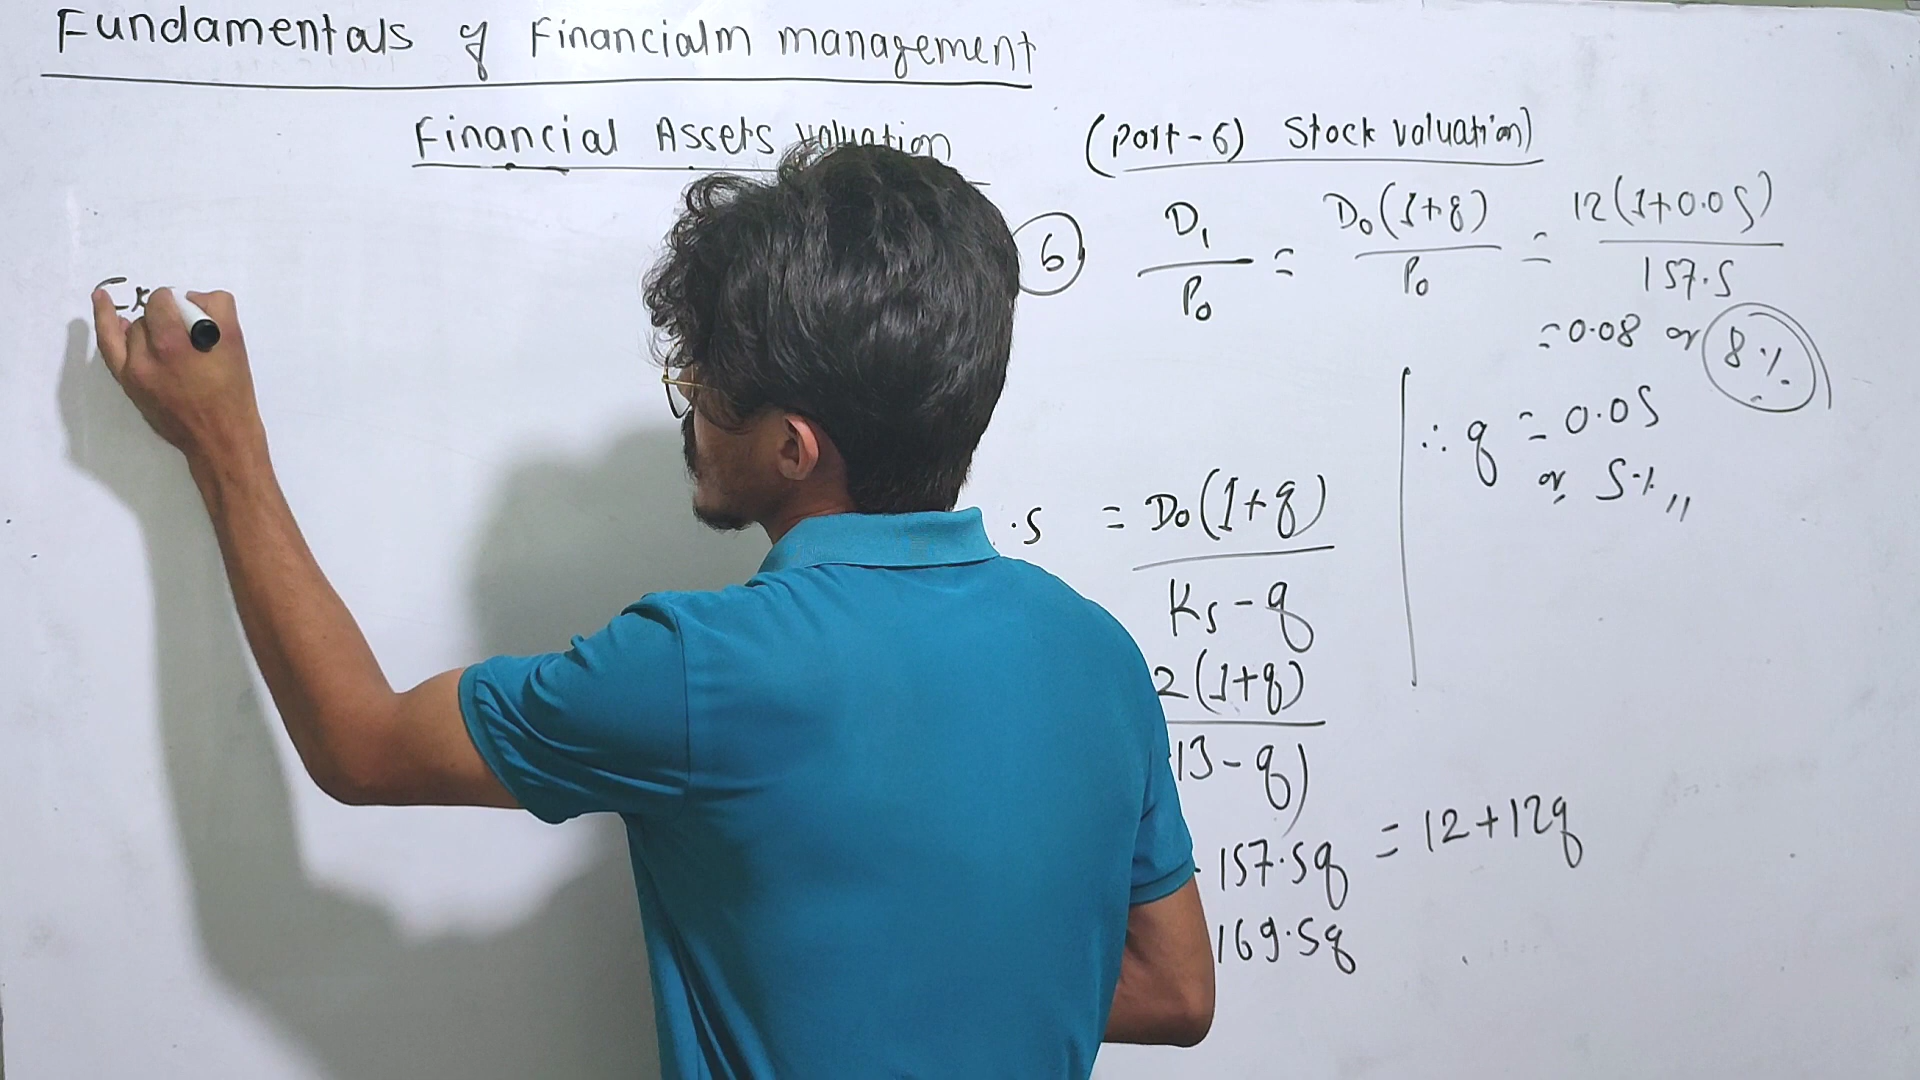 Fundamentals of Financialm management
Financial Assets valuation (part-6) Stock valuation)
6 D1/P0 = D0(1+g)/P0 = 12(1+0.05)/157.5
= 0.08 or 8%
∴ g = 0.05
or 5%,,
.5 = D0(1+g)/Ks-g
2(1+g)/13-g)
157.5g = 12+12g
169.5g
Ex